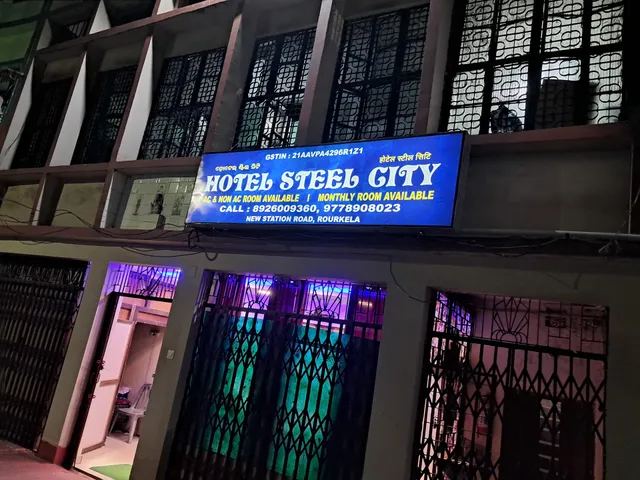 GSTIN : 21AAVPA4296R1Z1
ହୋଟେଲ ଷ୍ଟିଲ ସିଟି होटेल स्टील सिटि
HOTEL STEEL CITY
AC & NON AC ROOM AVAILABLE | MONTHLY ROOM AVAILABLE
CALL : 8926009360, 9778908023
NEW STATION ROAD, ROURKELA